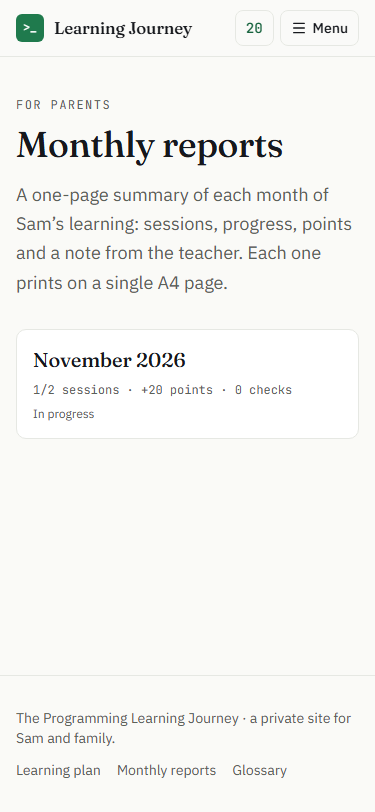 >_ Learning Journey 20 ☰ Menu
FOR PARENTS
Monthly reports
A one-page summary of each month of
Sam’s learning: sessions, progress, points
and a note from the teacher. Each one
prints on a single A4 page.
November 2026
1/2 sessions · +20 points · 0 checks
In progress
The Programming Learning Journey · a private site for
Sam and family.
Learning plan Monthly reports Glossary